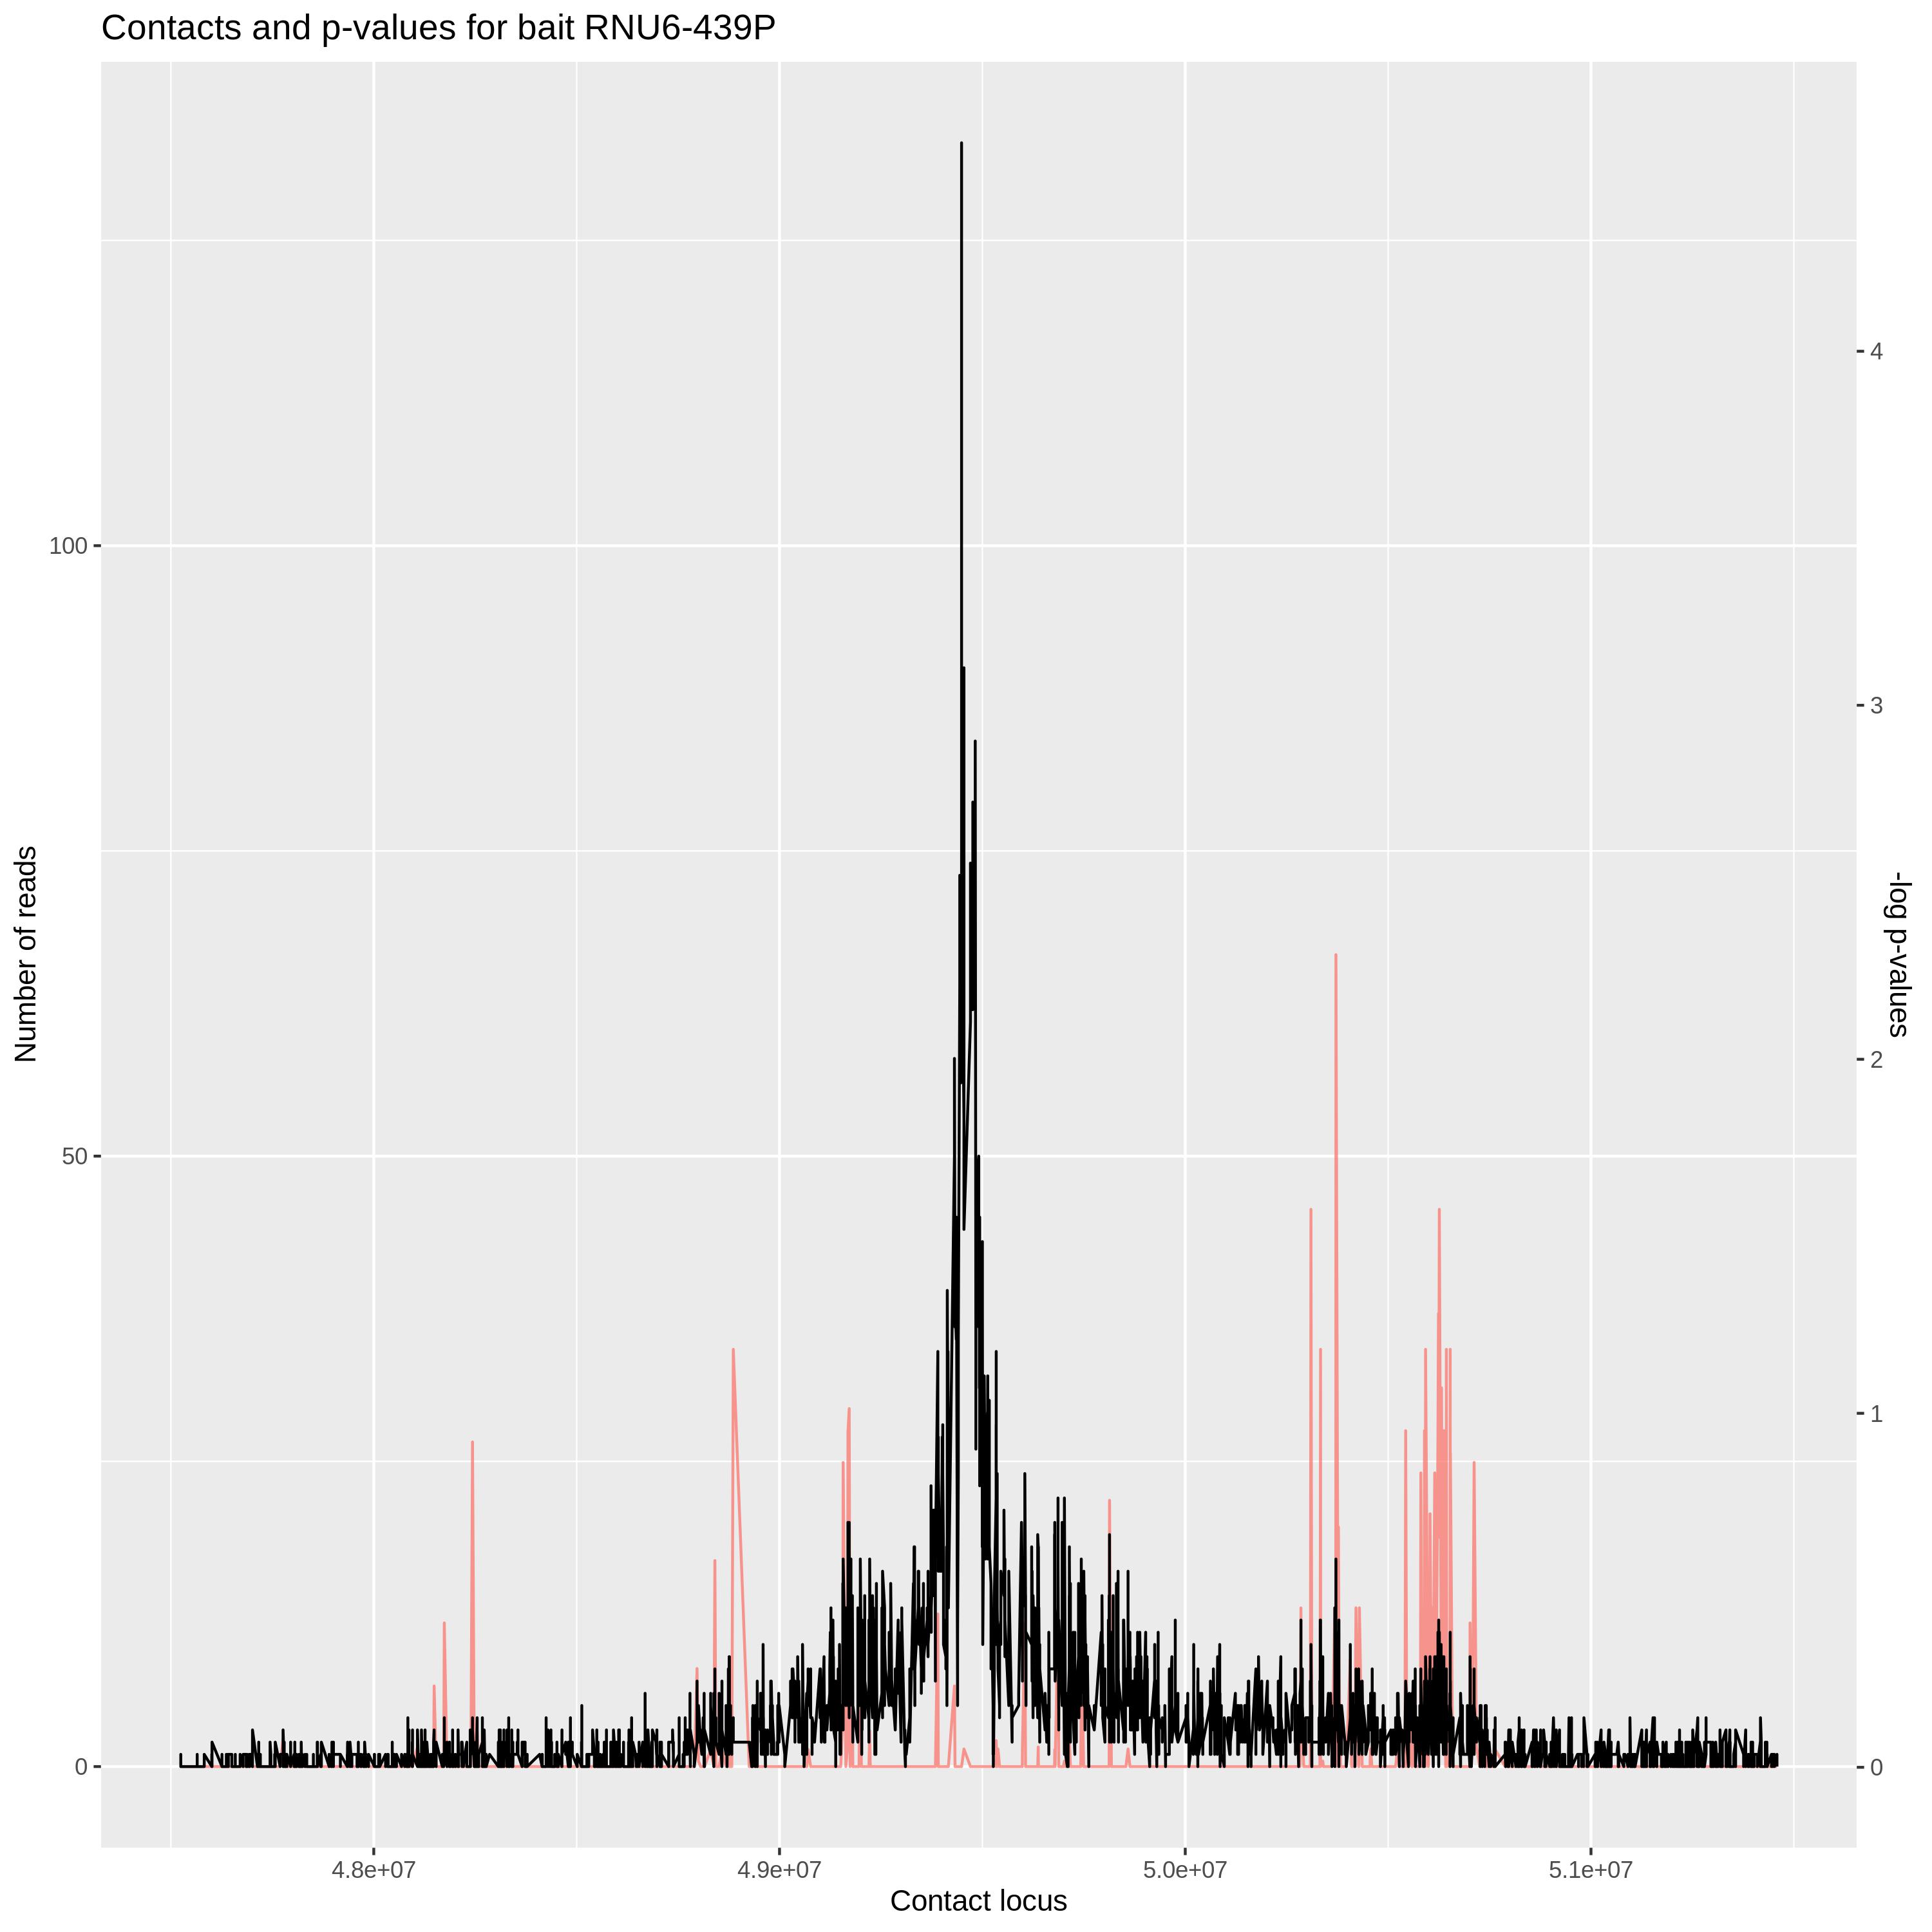 Contacts and p-values for bait RNU6-439P
Number of reads
100
50
0
4
3
2
1
0
-log p-values
4.8e+07
4.9e+07
5.0e+07
5.1e+07
Contact locus